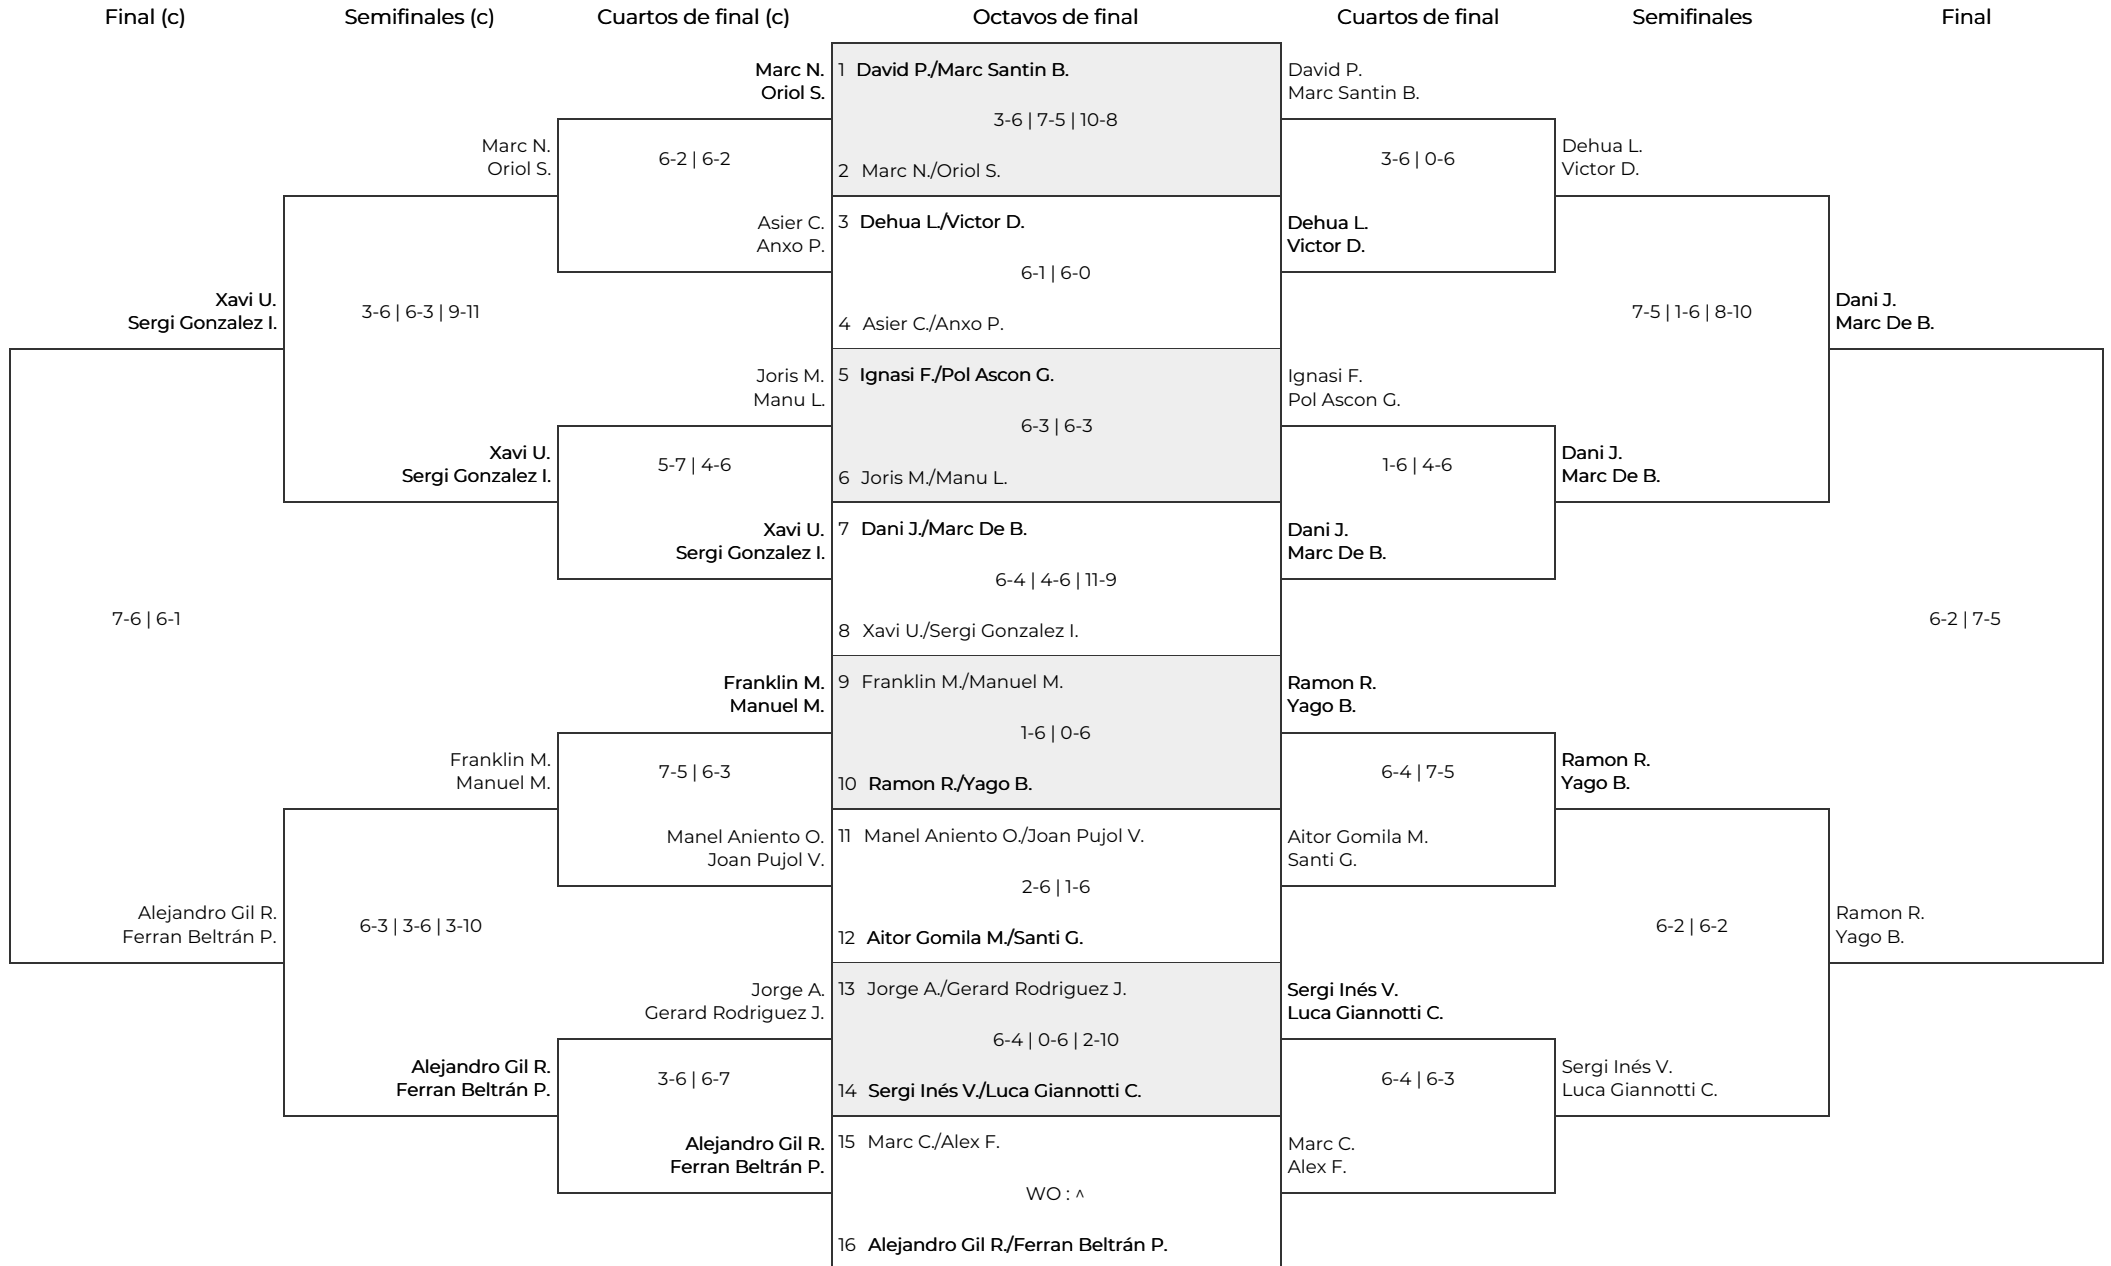 Final (c)
Semifinales (c)
Cuartos de final (c)
Octavos de final
Cuartos de final
Semifinales
Final
Xavi U.
Sergi Gonzalez I.
7-6 | 6-1
Alejandro Gil R.
Ferran Beltrán P.
Marc N.
Oriol S.
3-6 | 6-3 | 9-11
Xavi U.
Sergi Gonzalez I.
Franklin M.
Manuel M.
6-3 | 3-6 | 3-10
Alejandro Gil R.
Ferran Beltrán P.
Marc N.
Oriol S.
6-2 | 6-2
Asier C.
Anxo P.
Joris M.
Manu L.
5-7 | 4-6
Xavi U.
Sergi Gonzalez I.
Franklin M.
Manuel M.
7-5 | 6-3
Manel Aniento O.
Joan Pujol V.
Jorge A.
Gerard Rodriguez J.
3-6 | 6-7
Alejandro Gil R.
Ferran Beltrán P.
1 David P./Marc Santin B.
3-6 | 7-5 | 10-8
2 Marc N./Oriol S.
3 Dehua L./Victor D.
6-1 | 6-0
4 Asier C./Anxo P.
5 Ignasi F./Pol Ascon G.
6-3 | 6-3
6 Joris M./Manu L.
7 Dani J./Marc De B.
6-4 | 4-6 | 11-9
8 Xavi U./Sergi Gonzalez I.
9 Franklin M./Manuel M.
1-6 | 0-6
10 Ramon R./Yago B.
11 Manel Aniento O./Joan Pujol V.
2-6 | 1-6
12 Aitor Gomila M./Santi G.
13 Jorge A./Gerard Rodriguez J.
6-4 | 0-6 | 2-10
14 Sergi Inés V./Luca Giannotti C.
15 Marc C./Alex F.
WO : ^
16 Alejandro Gil R./Ferran Beltrán P.
David P.
Marc Santin B.
3-6 | 0-6
Dehua L.
Victor D.
Ignasi F.
Pol Ascon G.
1-6 | 4-6
Dani J.
Marc De B.
Ramon R.
Yago B.
6-4 | 7-5
Aitor Gomila M.
Santi G.
Sergi Inés V.
Luca Giannotti C.
6-4 | 6-3
Marc C.
Alex F.
Dehua L.
Victor D.
7-5 | 1-6 | 8-10
Dani J.
Marc De B.
Ramon R.
Yago B.
6-2 | 6-2
Sergi Inés V.
Luca Giannotti C.
Dani J.
Marc De B.
6-2 | 7-5
Ramon R.
Yago B.